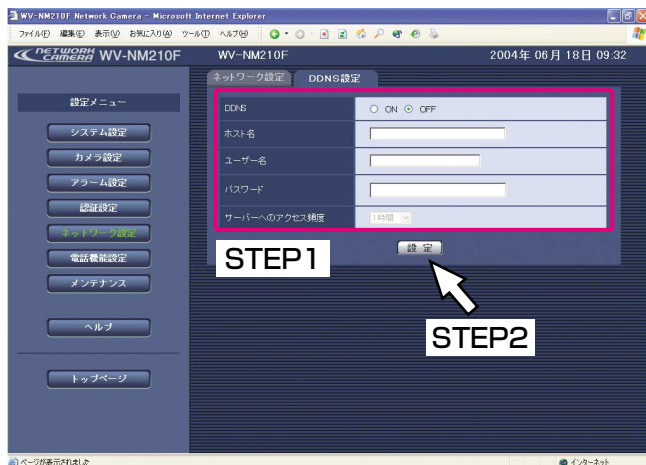 WV-NM210F Network Camera - Microsoft Internet Explorer
ファイル(F) 編集(E) 表示(V) お気に入り(A) ツール(T) ヘルプ(H)
NETWORK CAMERA WV-NM210F WV-NM210F 2004年 06月 18日 09:32
ネットワーク設定 DDNS設定
設定メニュー
システム設定
カメラ設定
アラーム設定
認証設定
ネットワーク設定
電話機能設定
メンテナンス
ヘルプ
トップページ
DDNS ON OFF
ホスト名
ユーザー名
パスワード
サーバーへのアクセス頻度 1時間
設定
STEP1
STEP2
ページが表示されました インターネット